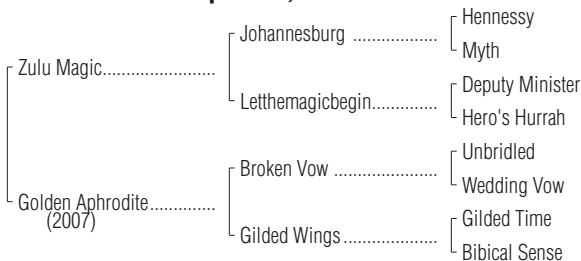 Hennessy
Johannesburg ..................
Myth
Zulu Magic........................
Deputy Minister
Letthemagicbegin..............
Hero's Hurrah
Unbridled
Broken Vow ......................
Wedding Vow
Golden Aphrodite..............
(2007)
Gilded Time
Gilded Wings....................
Bibical Sense